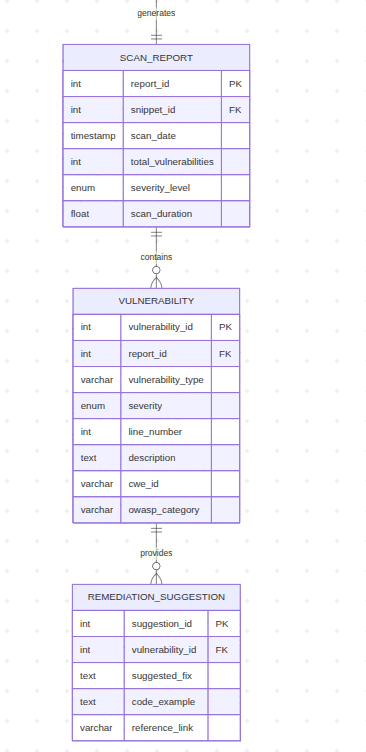 generates
SCAN_REPORT
int report_id PK
int snippet_id FK
timestamp scan_date
int total_vulnerabilities
enum severity_level
float scan_duration
contains
VULNERABILITY
int vulnerability_id PK
int report_id FK
varchar vulnerability_type
enum severity
int line_number
text description
varchar cwe_id
varchar owasp_category
provides
REMEDIATION_SUGGESTION
int suggestion_id PK
int vulnerability_id FK
text suggested_fix
text code_example
varchar reference_link